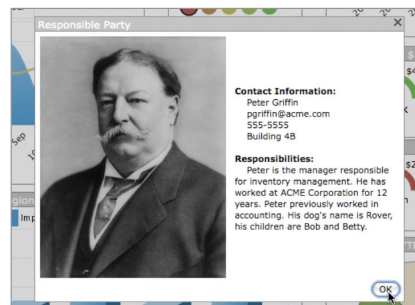 Responsible Party
Contact Information:
Peter Griffin
pgriffin@acme.com
555-5555
Building 4B
Responsibilities:
Peter is the manager responsible
for inventory management. He has
worked at ACME Corporation for 12
years. Peter previously worked in
accounting. His dog's name is Rover,
his children are Bob and Betty.
OK
Sep